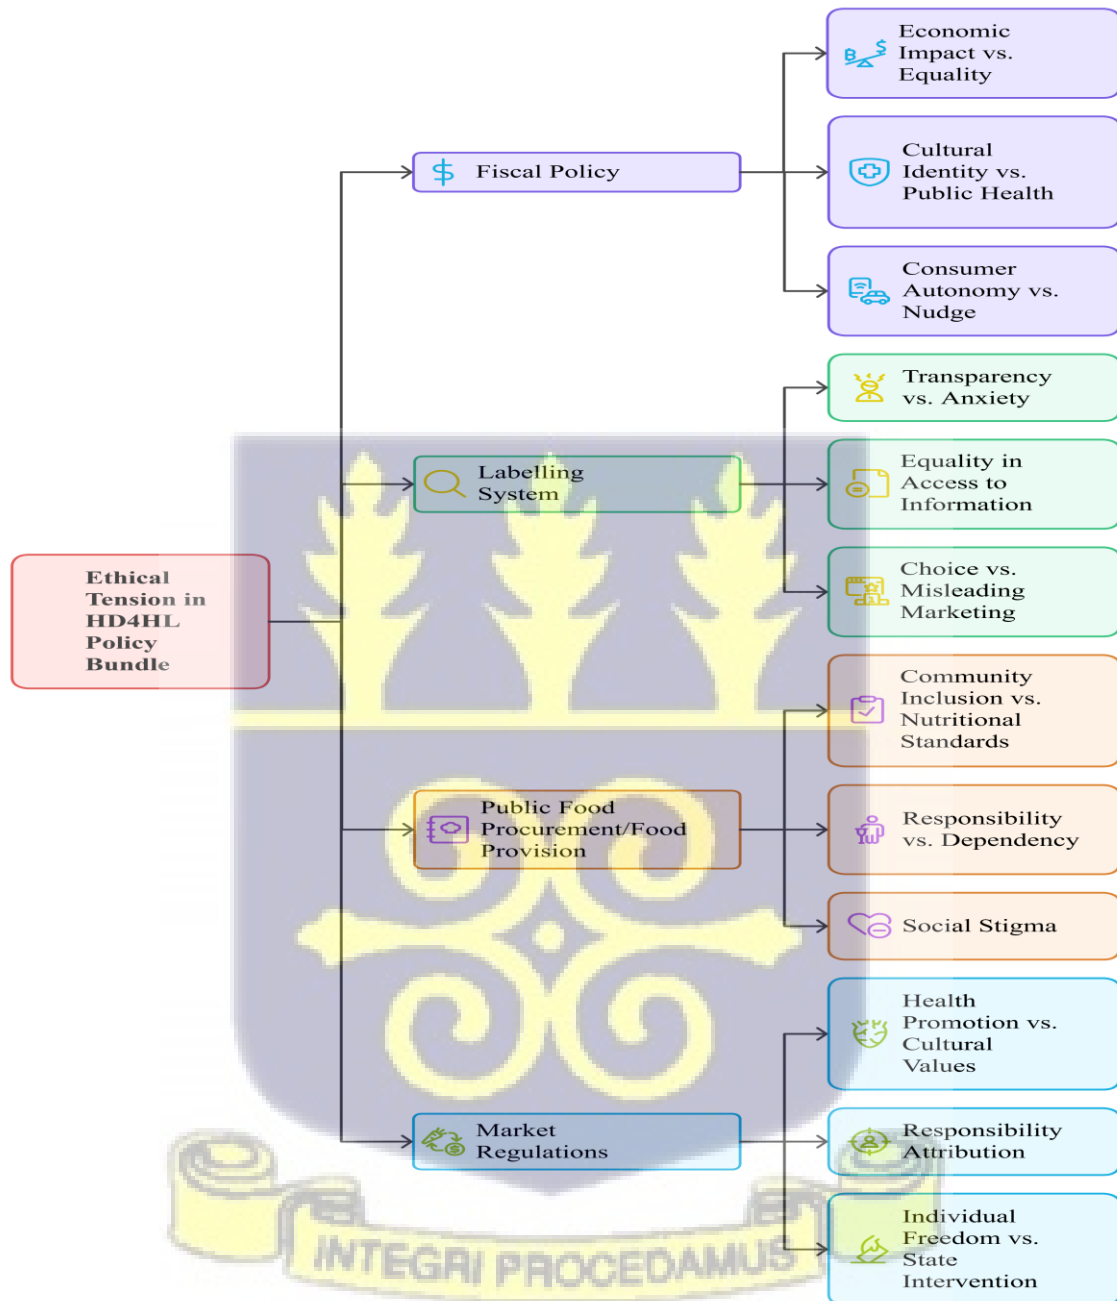 Economic
Impact vs.
Equality
Cultural
Identity vs.
Public Health
Fiscal Policy
Consumer
Autonomy vs.
Nudge
Transparency
vs. Anxiety
Labelling
System
Equality in
Access to
Information
Choice vs.
Misleading
Marketing
Ethical
Tension in
HD4HL
Policy
Bundle
Community
Inclusion vs.
Nutritional
Standards
Public Food
Procurement/Food
Provision
Responsibility
vs. Dependency
Social Stigma
Health
Promotion vs.
Cultural
Values
Market
Regulations
Responsibility
Attribution
Individual
Freedom vs.
State
Intervention
INTEGRI PROCEDAMUS